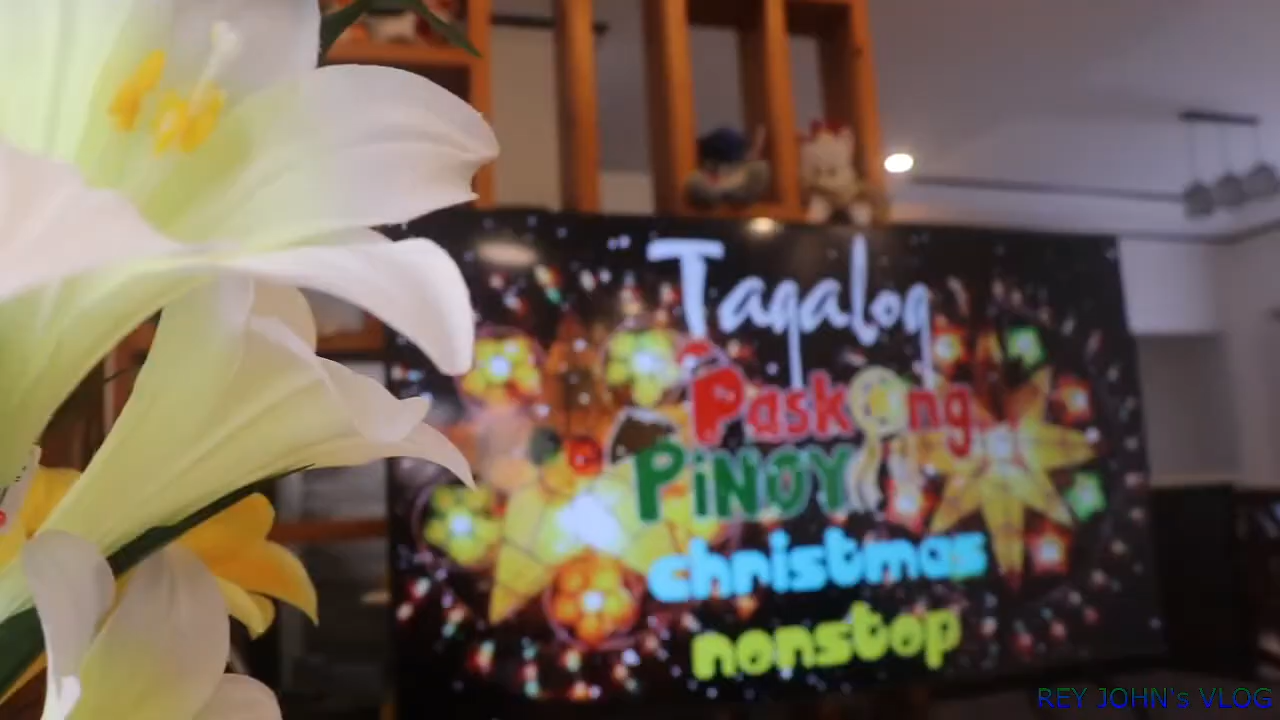 Tagalog
Paskong
PiNOY
christmas
nonstop
REY JOHN's VLOG